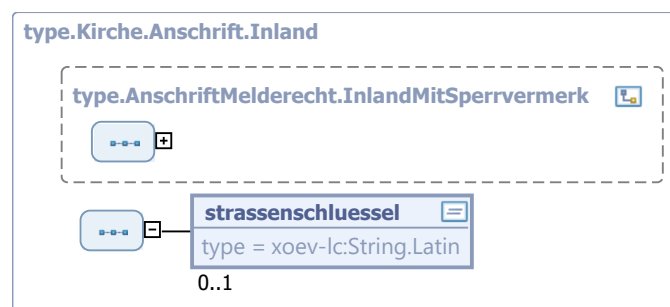 type.Kirche.Anschrift.Inland
type.AnschriftMelderecht.InlandMitSperrvermerk
strassenschluessel
type = xoev-lc:String.Latin
0..1